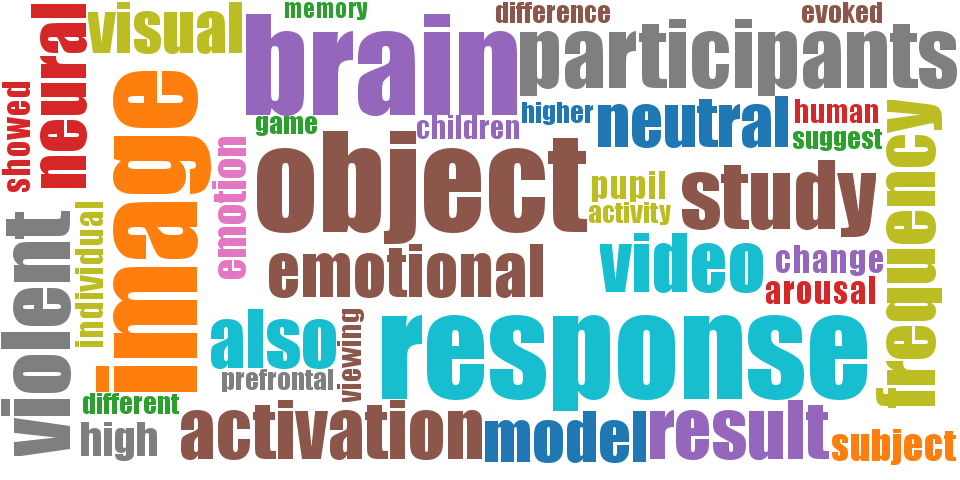 memory
difference
evoked
visual
brain
participants
showed
neural
image
game
children
higher
neutral
human
suggest
frequency
emotion
object
pupil
activity
study
violent
individual
emotional
video
change
arousal
also
prefrontal
viewing
response
different
high
activation
model
result
subject